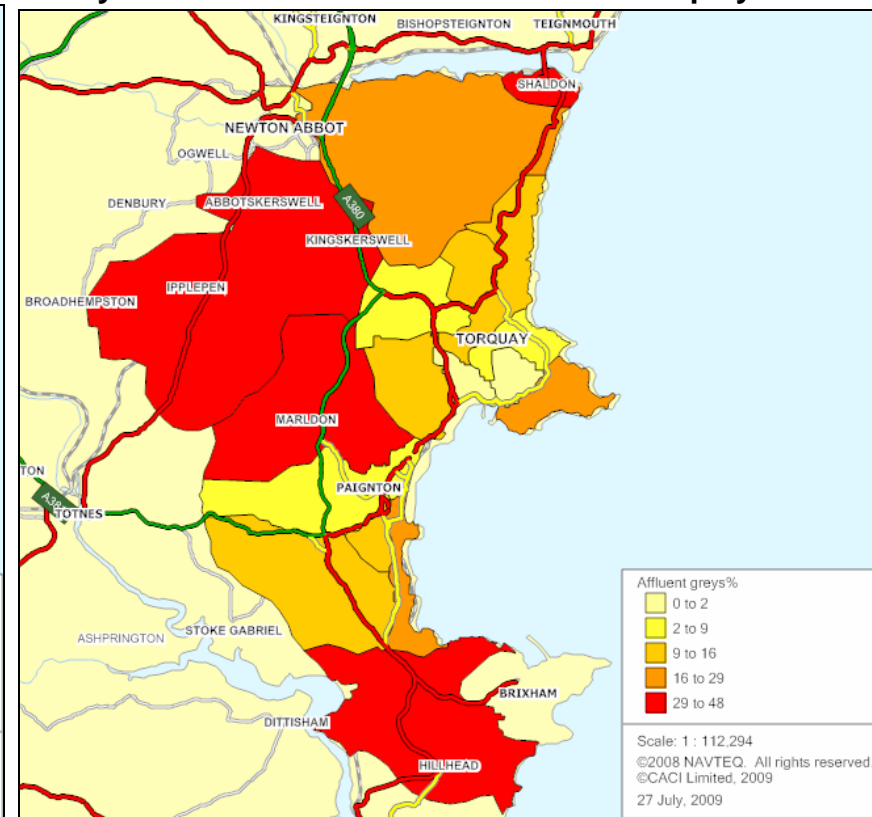 KINGSTEIGNTON
BISHOPSTEIGNTON
TEIGNMOUTH
SHALDON
NEWTON ABBOT
OGWELL
DENBURY
ABBOTSKERSWELL
A380
KINGSKERSWELL
IPPLEPEN
BROADHEMPSTON
TORQUAY
MARLDON
TON
PAIGNTON
A38
TOTNES
ASHPRINGTON
STOKE GABRIEL
BRIXHAM
DITTISHAM
HILLHEAD
Affluent greys%
0 to 2
2 to 9
9 to 16
16 to 29
29 to 48
Scale: 1 : 112,294
©2008 NAVTEQ. All rights reserved.
©CACI Limited, 2009
27 July, 2009